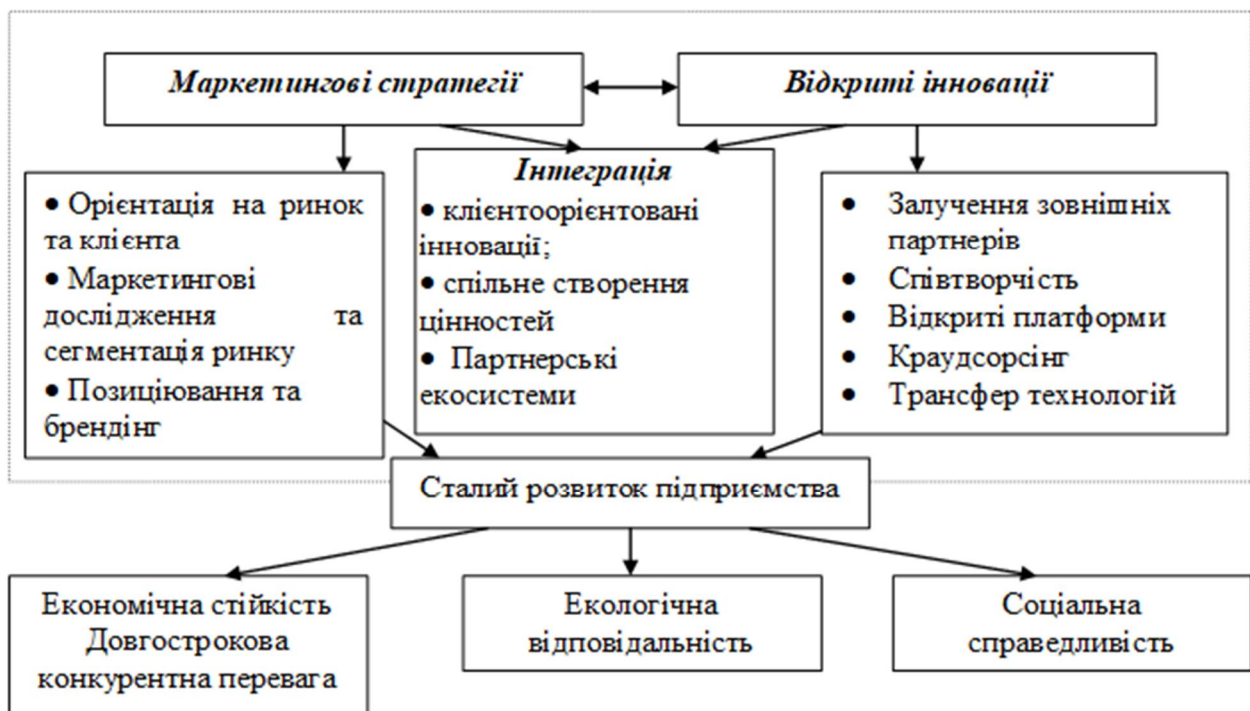 Маркетингові стратегії
Відкриті інновації
• Орієнтація на ринок
та клієнта
• Маркетингові
дослідження та
сегментація ринку
• Позиціювання та
брендінг
Інтеграція
• клієнтоорієнтовані
інновації;
• спільне створення
цінностей
• Партнерські
екосистеми
• Залучення зовнішніх
партнерів
• Співтворчість
• Відкриті платформи
• Краудсорсінг
• Трансфер технологій
Сталий розвиток підприємства
Економічна стійкість
Довгострокова
конкурентна перевага
Екологічна
відповідальність
Соціальна
справедливість